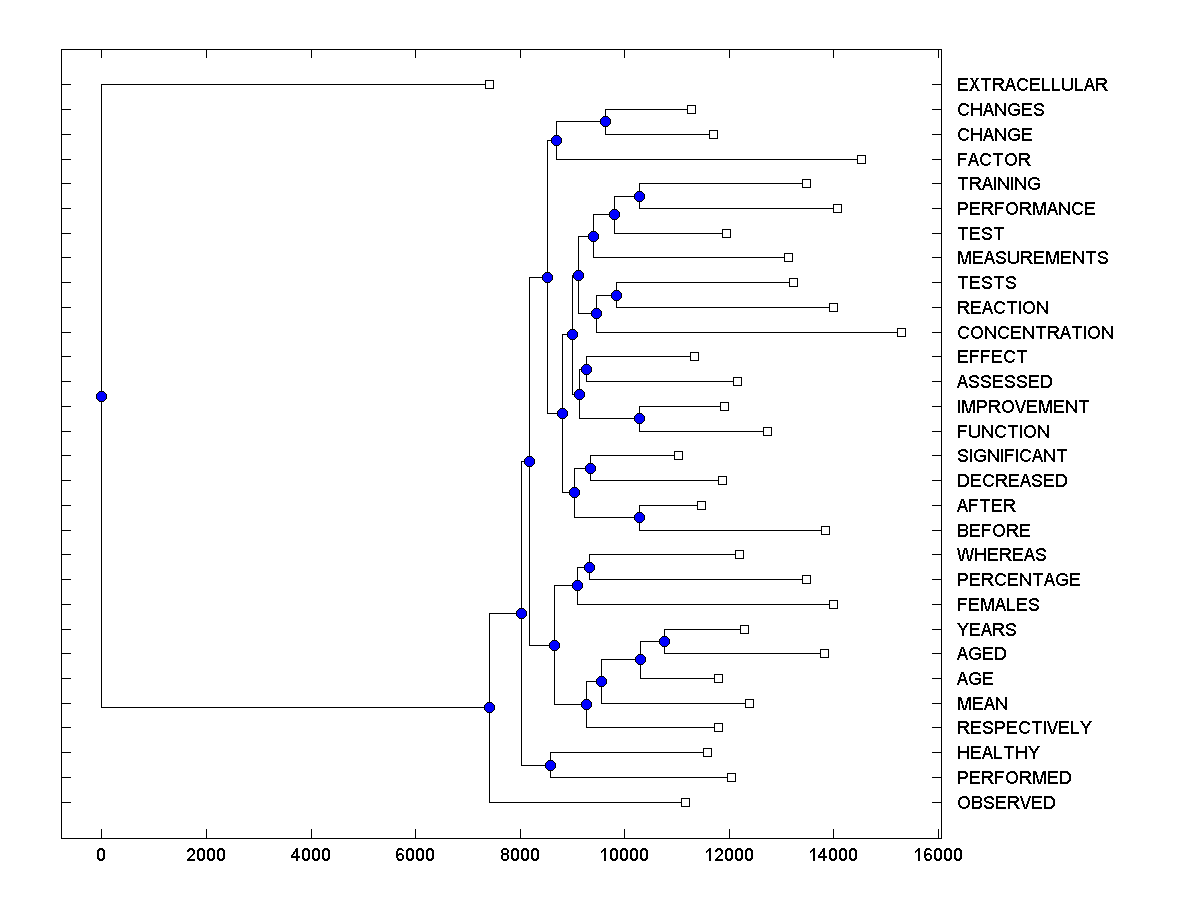 EXTRACELLULAR
CHANGES
CHANGE
FACTOR
TRAINING
PERFORMANCE
TEST
MEASUREMENTS
TESTS
REACTION
CONCENTRATION
EFFECT
ASSESSED
IMPROVEMENT
FUNCTION
SIGNIFICANT
DECREASED
AFTER
BEFORE
WHEREAS
PERCENTAGE
FEMALES
YEARS
AGED
AGE
MEAN
RESPECTIVELY
HEALTHY
PERFORMED
OBSERVED
0 2000 4000 6000 8000 10000 12000 14000 16000